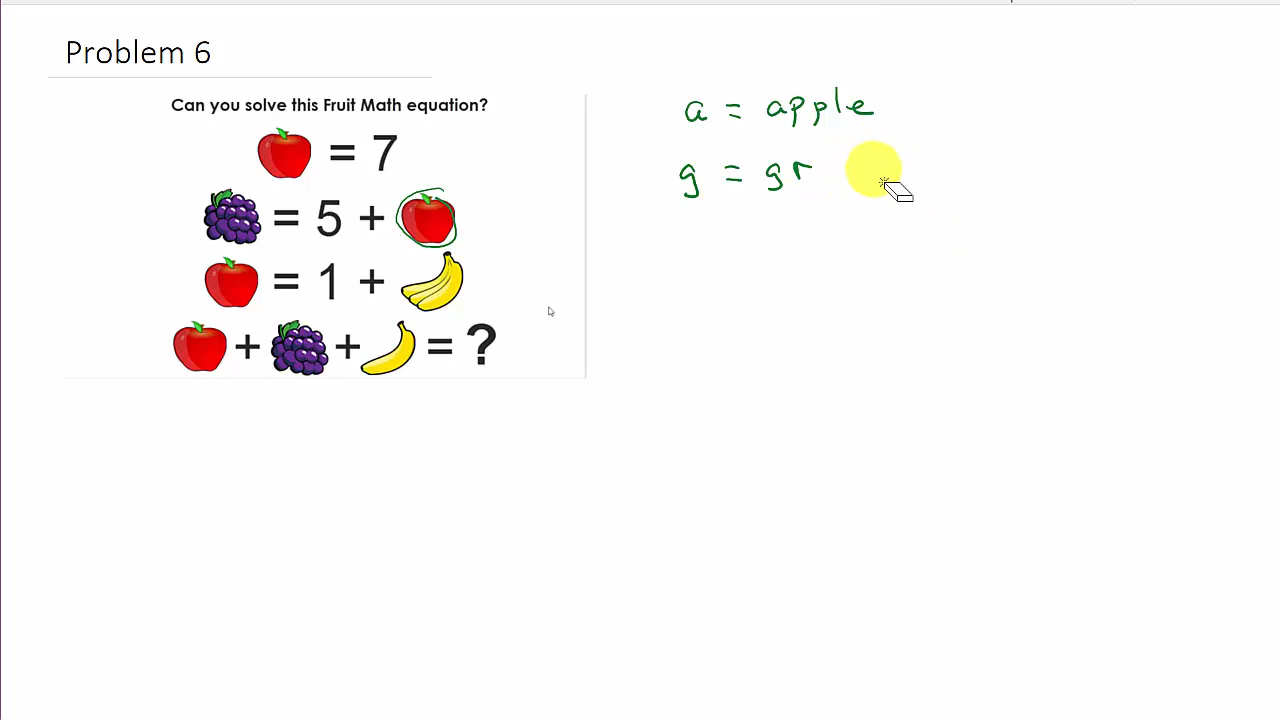 Problem 6
Can you solve this Fruit Math equation?
= 7
= 5 +
= 1 +
+ + = ?
a = apple
g = gr